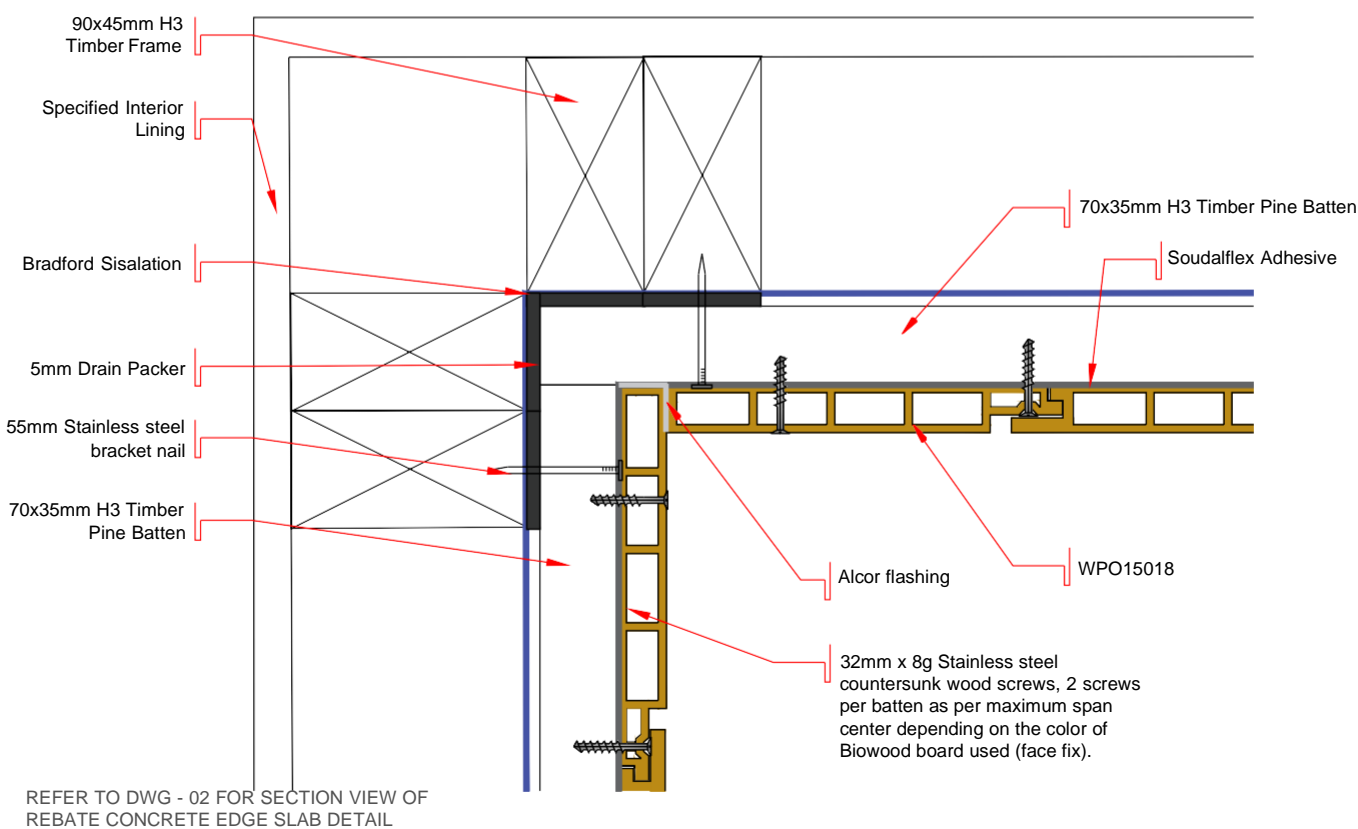 90x45mm H3
Timber Frame
Specified Interior
Lining
Bradford Sisalation
5mm Drain Packer
55mm Stainless steel
bracket nail
70x35mm H3 Timber
Pine Batten
70x35mm H3 Timber Pine Batten
Soudalflex Adhesive
Alcor flashing
WPO15018
32mm x 8g Stainless steel
countersunk wood screws, 2 screws
per batten as per maximum span
center depending on the color of
Biowood board used (face fix).
REFER TO DWG - 02 FOR SECTION VIEW OF
REBATE CONCRETE EDGE SLAB DETAIL